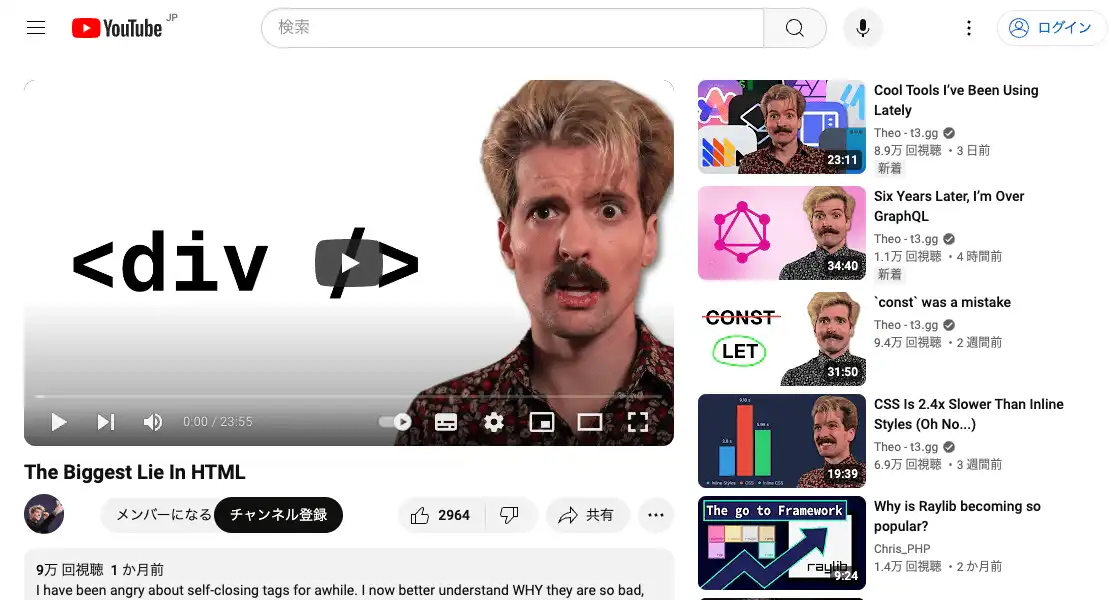 YouTube JP
検索
ログイン
<div />
0:00 / 23:55
The Biggest Lie In HTML
メンバーになる
チャンネル登録
2964
共有
9万 回視聴 1 か月前
I have been angry about self-closing tags for awhile. I now better understand WHY they are so bad,
23:11
Cool Tools I've Been Using
Lately
Theo - t3.gg
8.9万 回視聴 ・3 日前
新着
34:40
Six Years Later, I'm Over
GraphQL
Theo - t3.gg
1.1万 回視聴 ・4 時間前
新着
CONST
LET
31:50
`const` was a mistake
Theo - t3.gg
9.4万 回視聴 ・2 週間前
19:39
CSS Is 2.4x Slower Than Inline
Styles (Oh No...)
Theo - t3.gg
6.9万 回視聴 ・3 週間前
The go to Framework
raylib
9:24
Why is Raylib becoming so
popular?
Chris_PHP
1.4万 回視聴 ・2 か月前